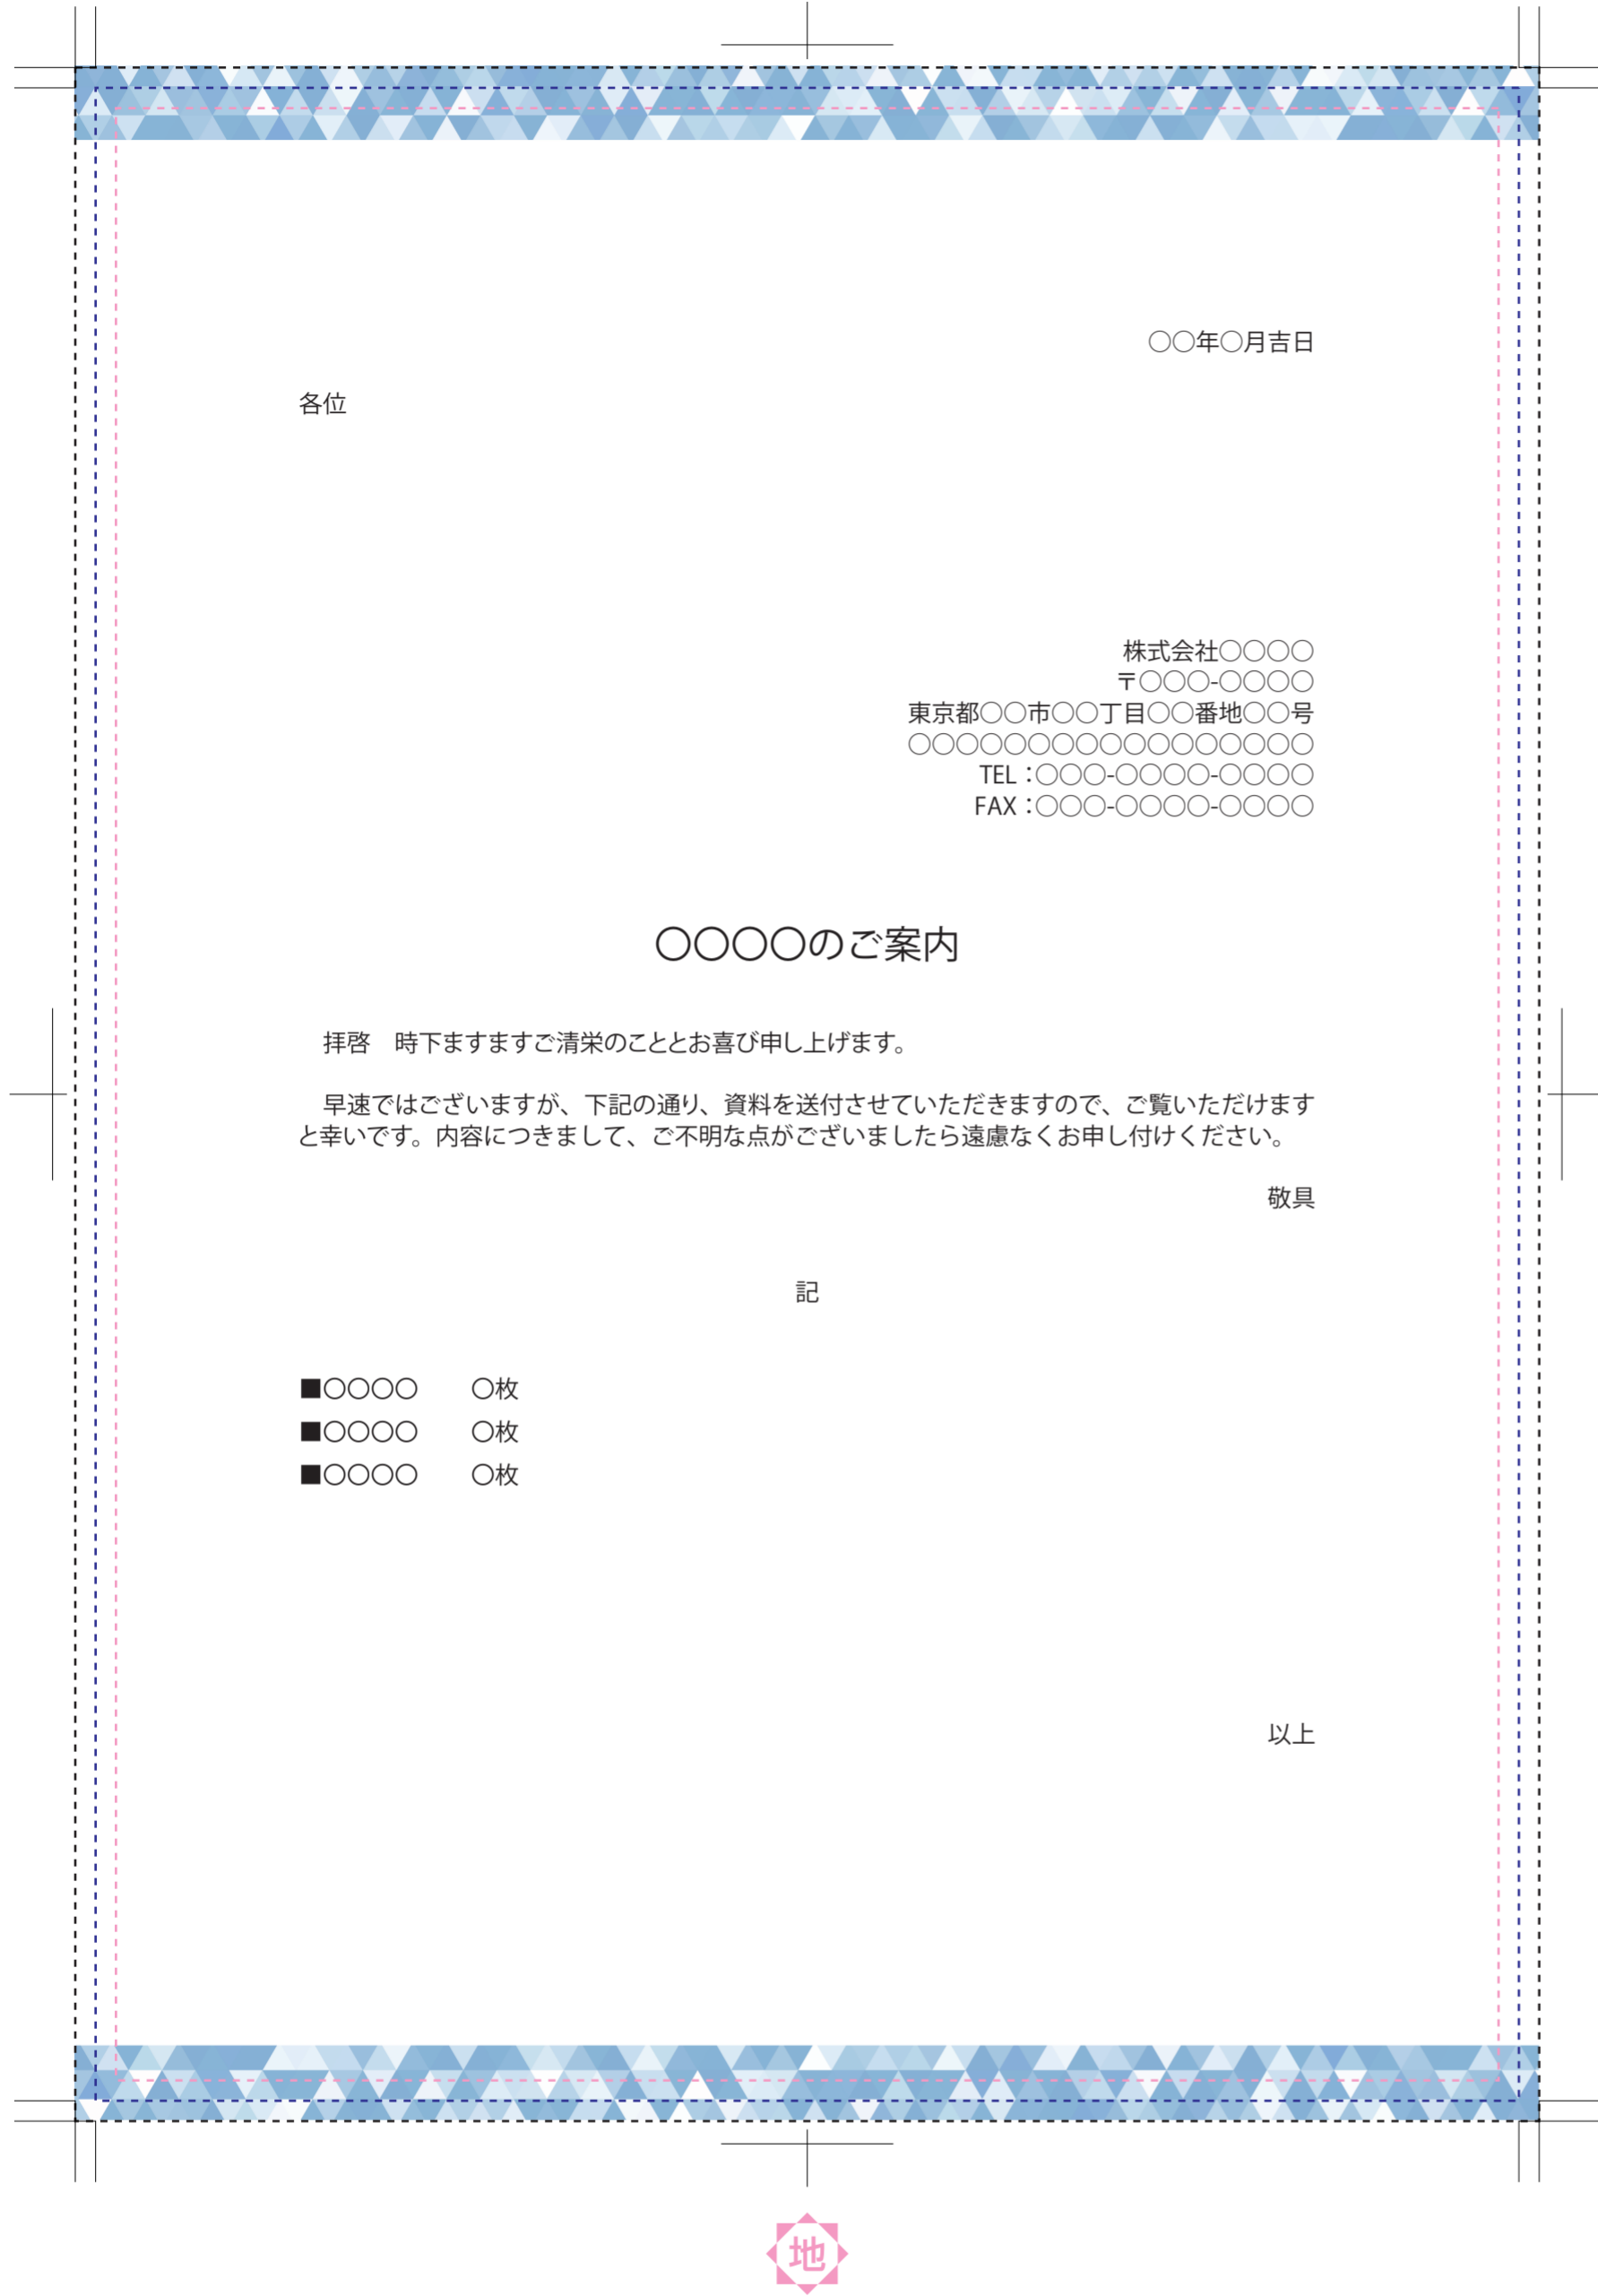 〇〇年〇月吉日
各位
株式会社〇〇〇〇
〒〇〇〇-〇〇〇〇
東京都〇〇市〇〇丁目〇〇番地〇〇号
〇〇〇〇〇〇〇〇〇〇〇〇〇〇〇〇〇
TEL：〇〇〇-〇〇〇〇-〇〇〇〇
FAX：〇〇〇-〇〇〇〇-〇〇〇〇
〇〇〇〇のご案内
拝啓　時下ますますご清栄のこととお喜び申し上げます。
早速ではございますが、下記の通り、資料を送付させていただきますので、ご覧いただけます
と幸いです。内容につきまして、ご不明な点がございましたら遠慮なくお申し付けください。
敬具
記
■〇〇〇〇　　〇枚
■〇〇〇〇　　〇枚
■〇〇〇〇　　〇枚
以上
地